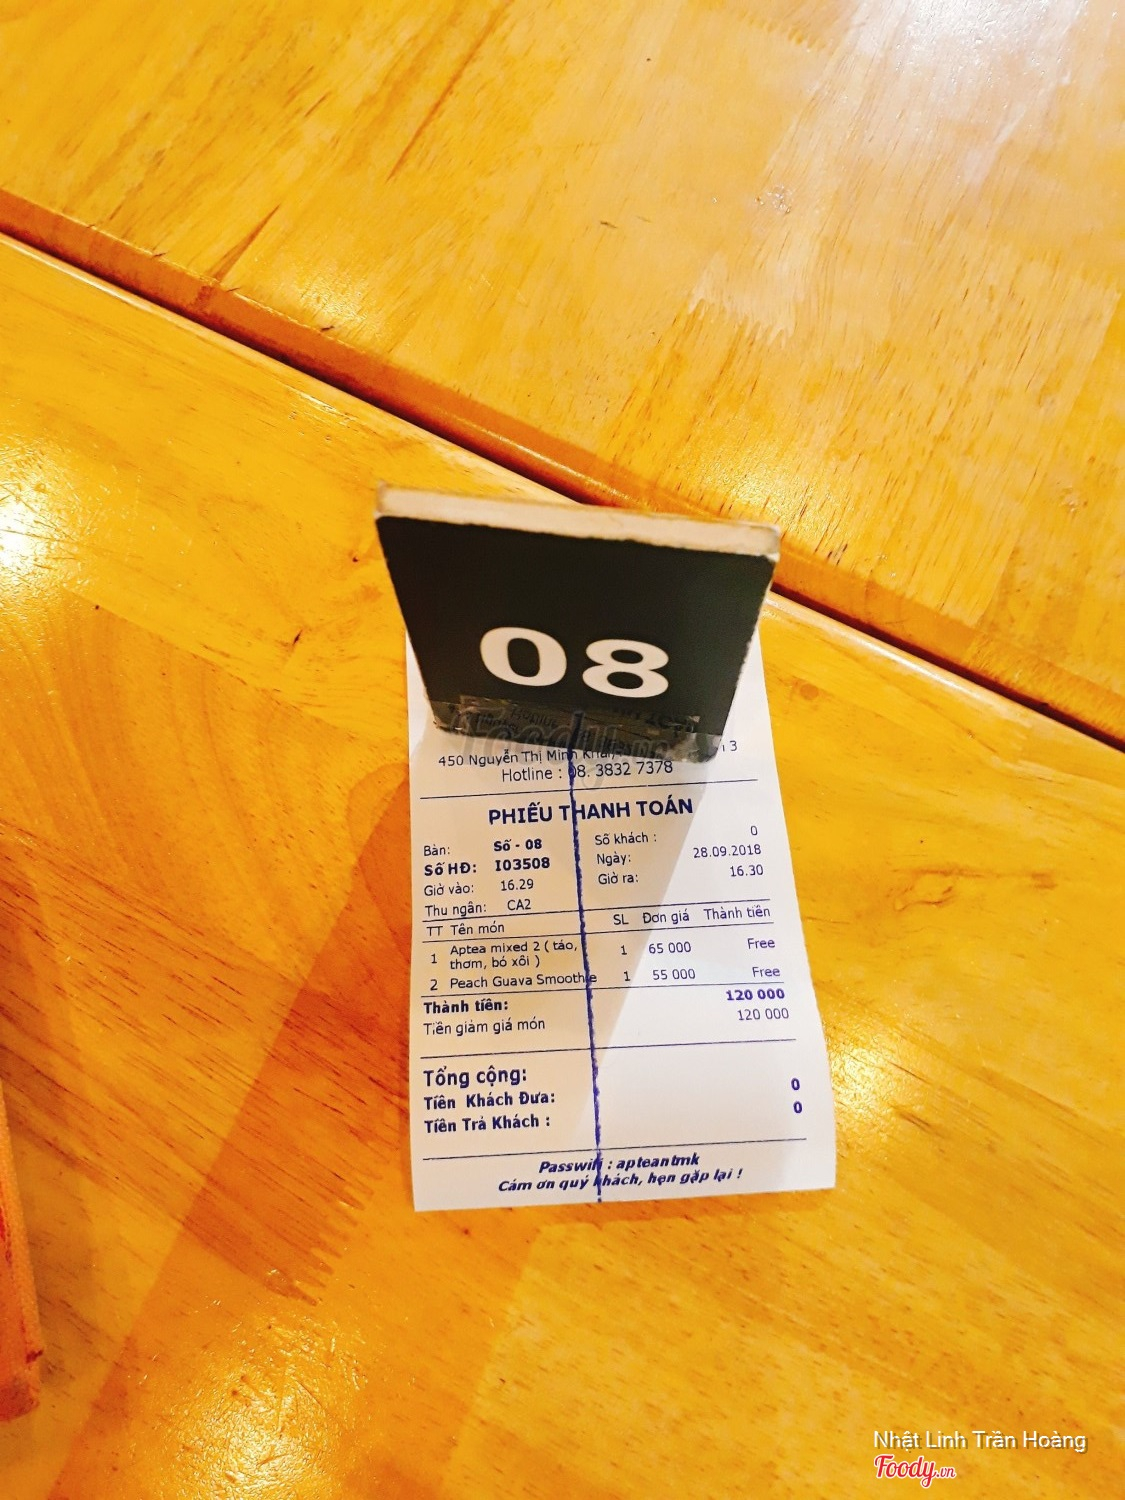 08
450 Nguyễn Thị Minh Khai, 3
Hotline : 08. 3832 7378
PHIẾU THANH TOÁN
Bàn: Số - 08 Số khách : 0
Số HĐ: I03508 Ngày: 28.09.2018
Giờ vào: 16.29 Giờ ra: 16.30
Thu ngân: CA2
TT Tên món SL Đơn giá Thành tiền
1 Aptea mixed 2 ( táo, 1 65 000 Free
thơm, bó xôi )
2 Peach Guava Smoothie 1 55 000 Free
Thành tiền: 120 000
Tiền giảm giá món 120 000
Tổng cộng:
Tiền Khách Đưa: 0
Tiền Trả Khách : 0
Passwifi : apteantmk
Cám ơn quý khách, hẹn gặp lại !
Nhật Linh Trần Hoàng
Foody.vn